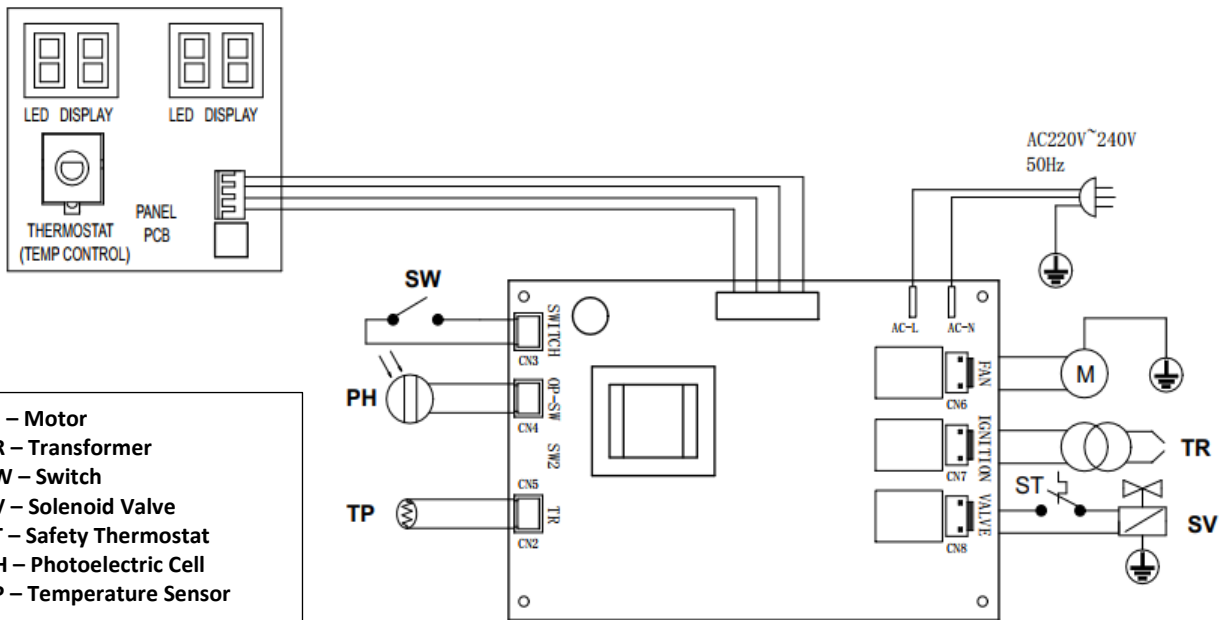 LED DISPLAY
LED DISPLAY
THERMOSTAT
(TEMP CONTROL)
PANEL
PCB
AC220V~240V
50Hz
SW
SWITCH
CN3
PH
OP-SW
CN4
SW2
CN5
TP
TR
CN2
AC-L
AC-N
FAN
CN6
M
IGNITION
CN7
TR
ST
VALVE
CN8
SV
– Motor
R – Transformer
W – Switch
V – Solenoid Valve
T – Safety Thermostat
H – Photoelectric Cell
P – Temperature Sensor